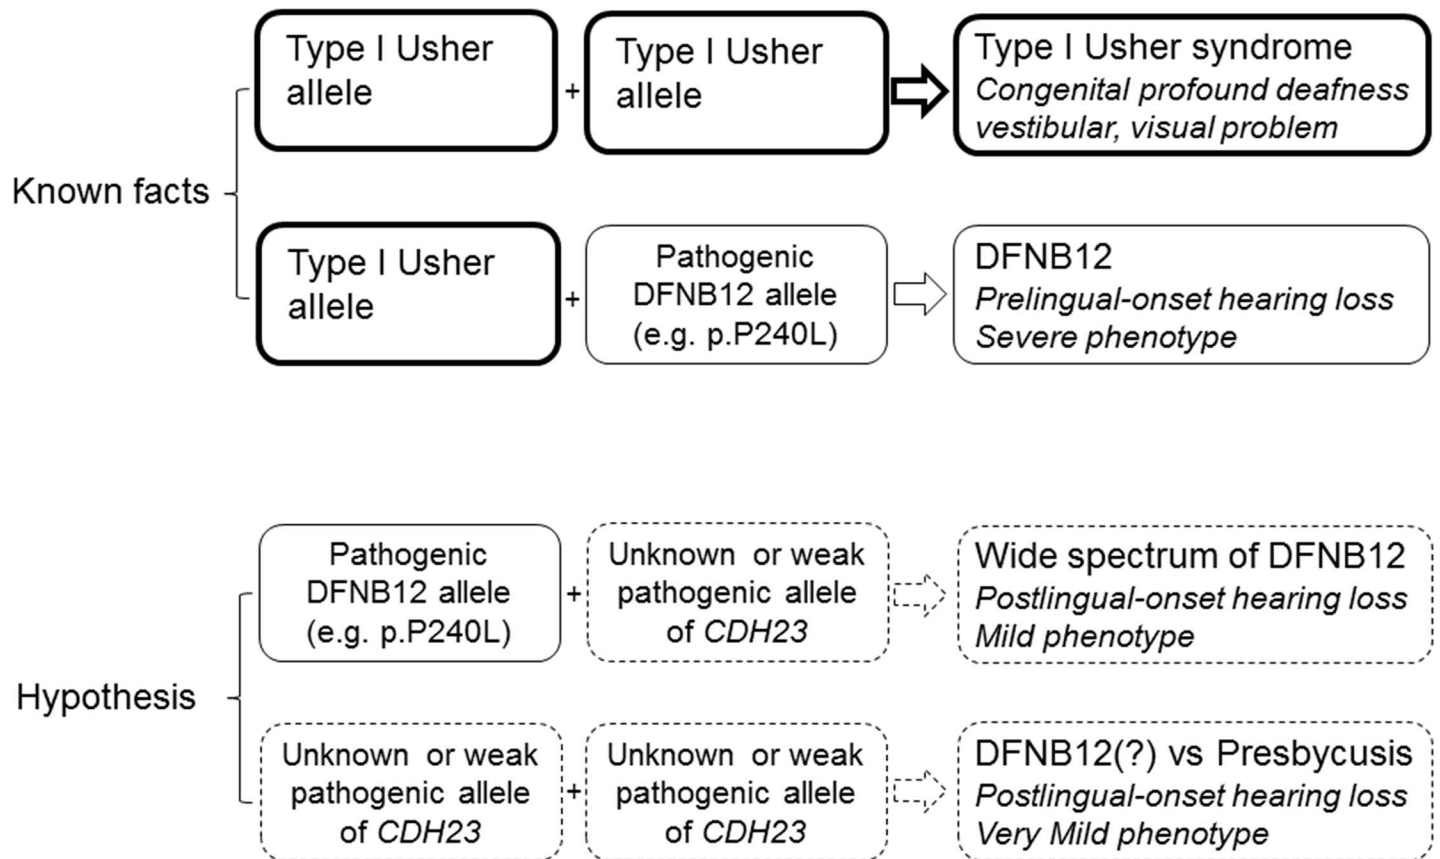 Known facts
Type I Usher
allele
+
Type I Usher
allele
Type I Usher syndrome
Congenital profound deafness
vestibular, visual problem
Type I Usher
allele
+
Pathogenic
DFNB12 allele
(e.g. p.P240L)
DFNB12
Prelingual-onset hearing loss
Severe phenotype
Hypothesis
Pathogenic
DFNB12 allele
(e.g. p.P240L)
+
Unknown or weak
pathogenic allele
of CDH23
Wide spectrum of DFNB12
Postlingual-onset hearing loss
Mild phenotype
Unknown or weak
pathogenic allele
of CDH23
+
Unknown or weak
pathogenic allele
of CDH23
DFNB12(?) vs Presbycusis
Postlingual-onset hearing loss
Very Mild phenotype